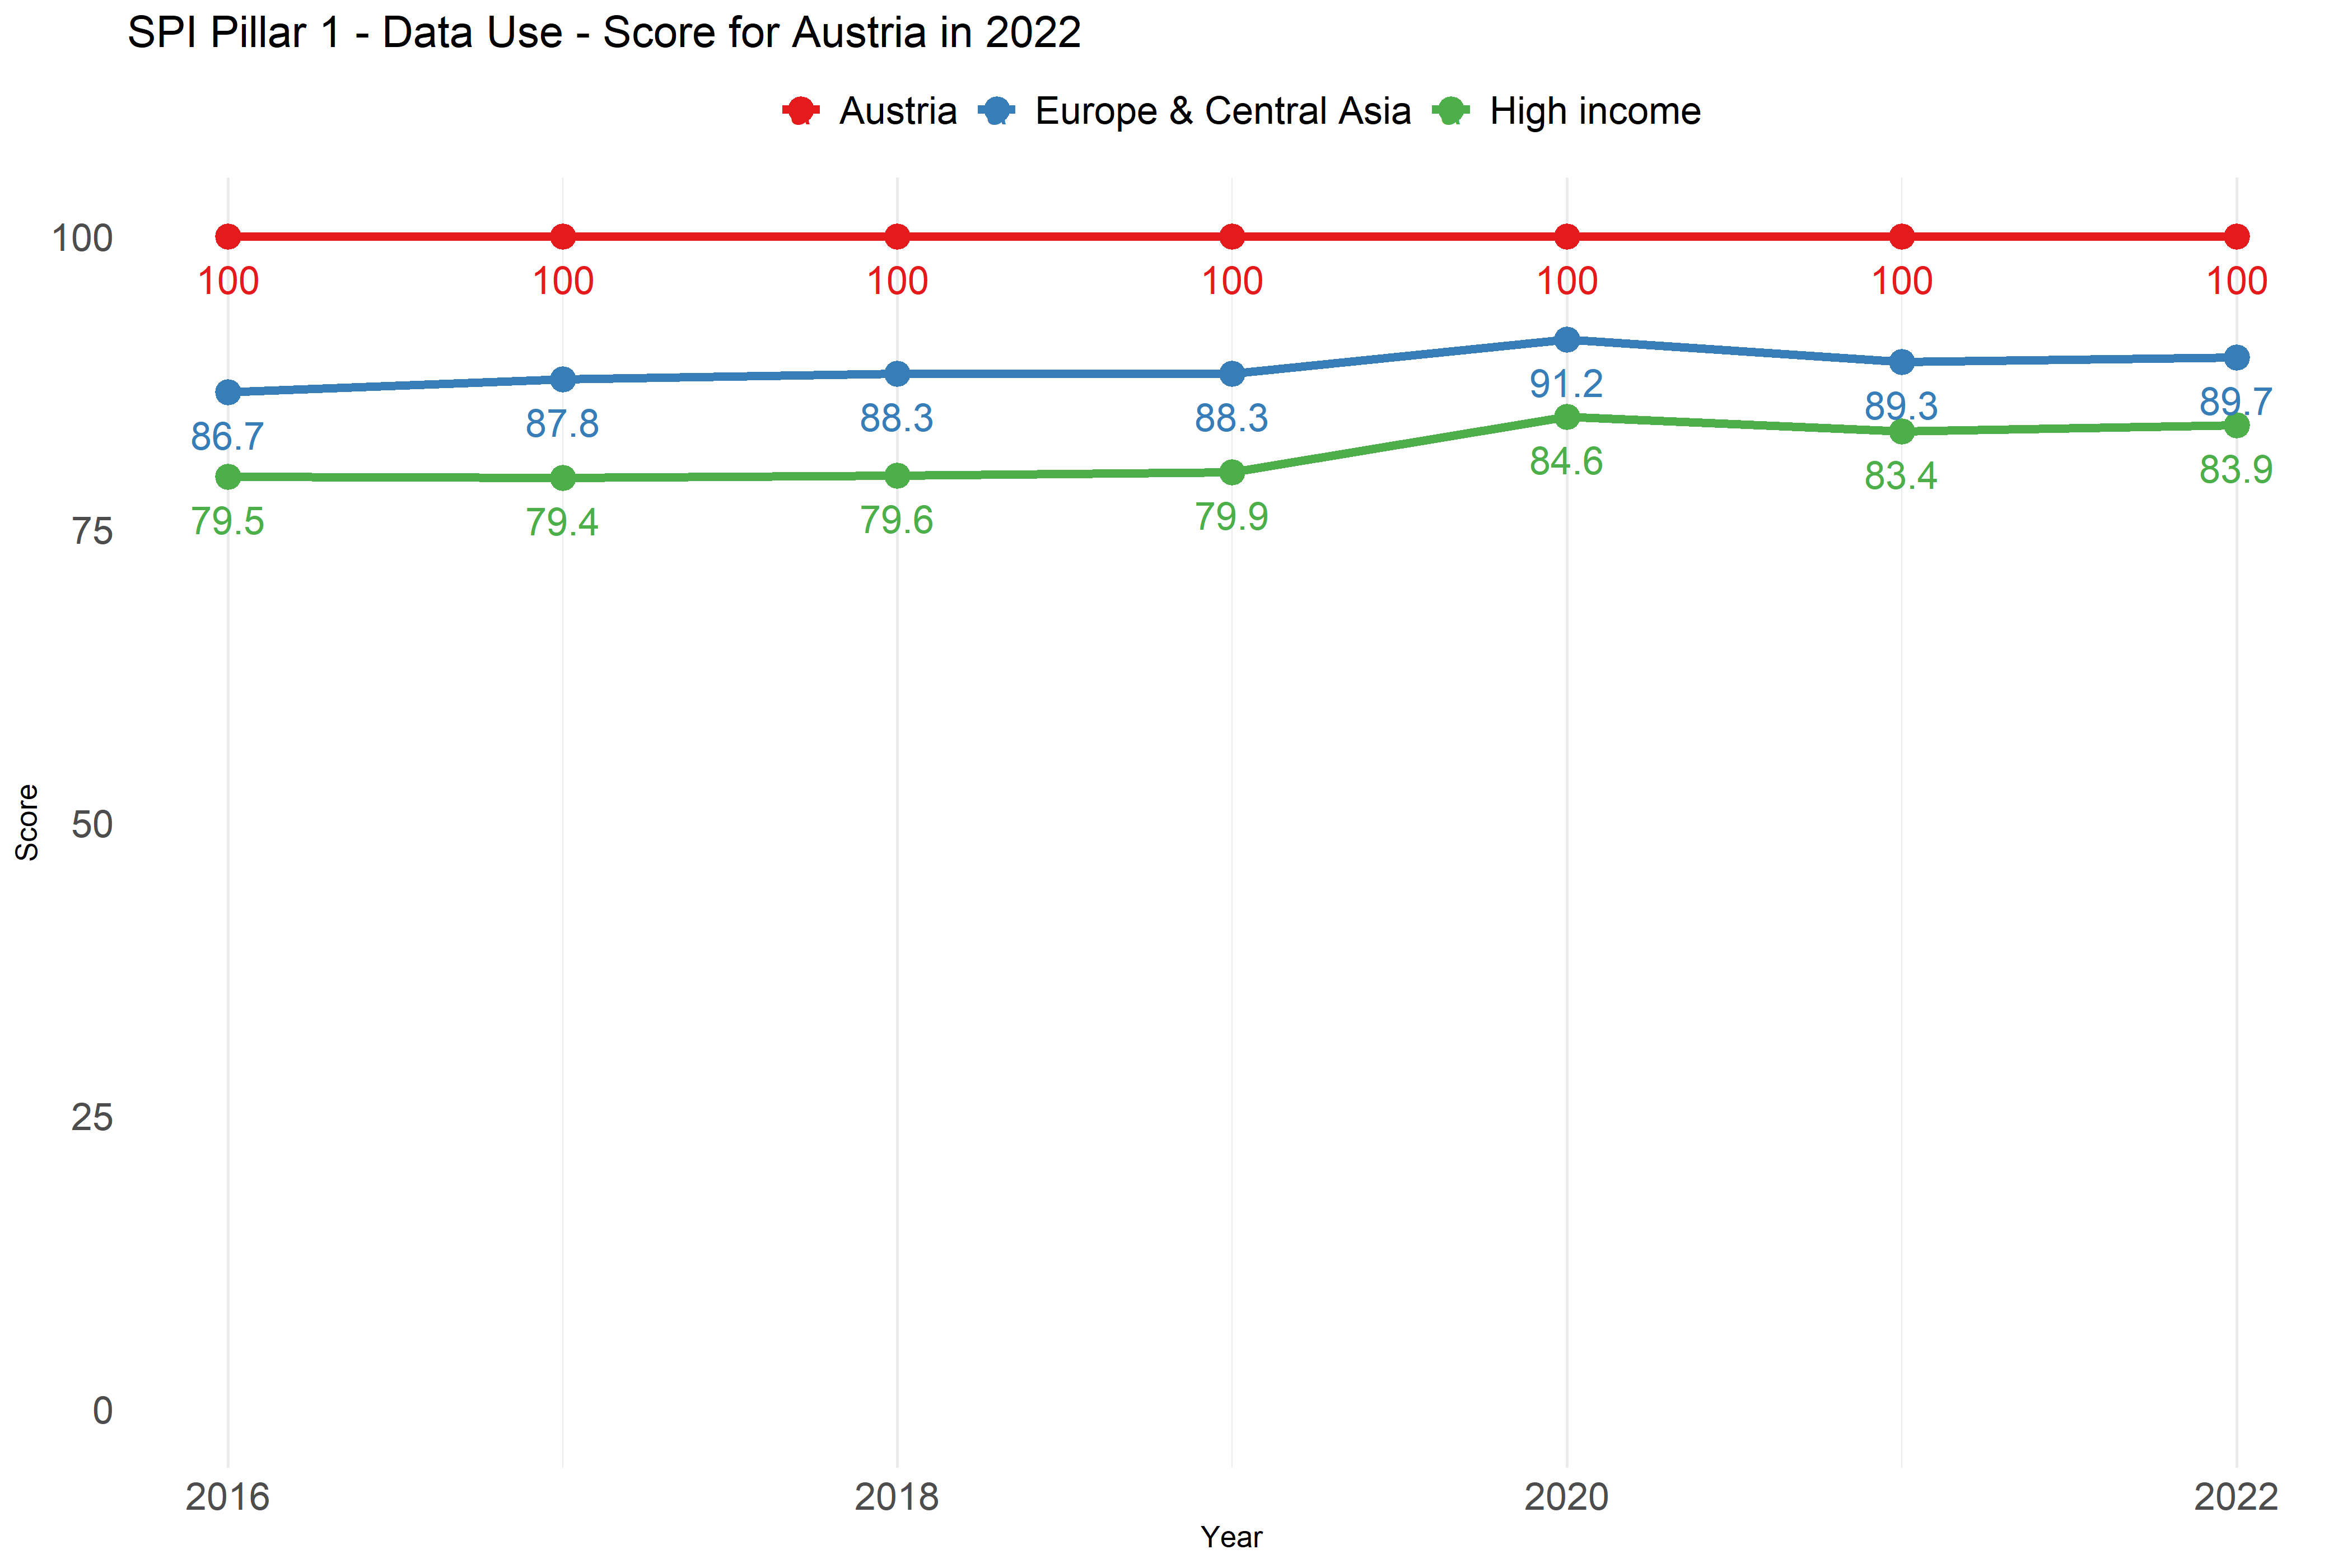 SPI Pillar 1 - Data Use - Score for Austria in 2022
Austria Europe & Central Asia High income
100
100 100 100 100 100 100 100
86.7 87.8 88.3 88.3 91.2 89.3 89.7
79.5 79.4 79.6 79.9 84.6 83.4 83.9
75
50
Score
25
0
2016 2018 2020 2022
Year